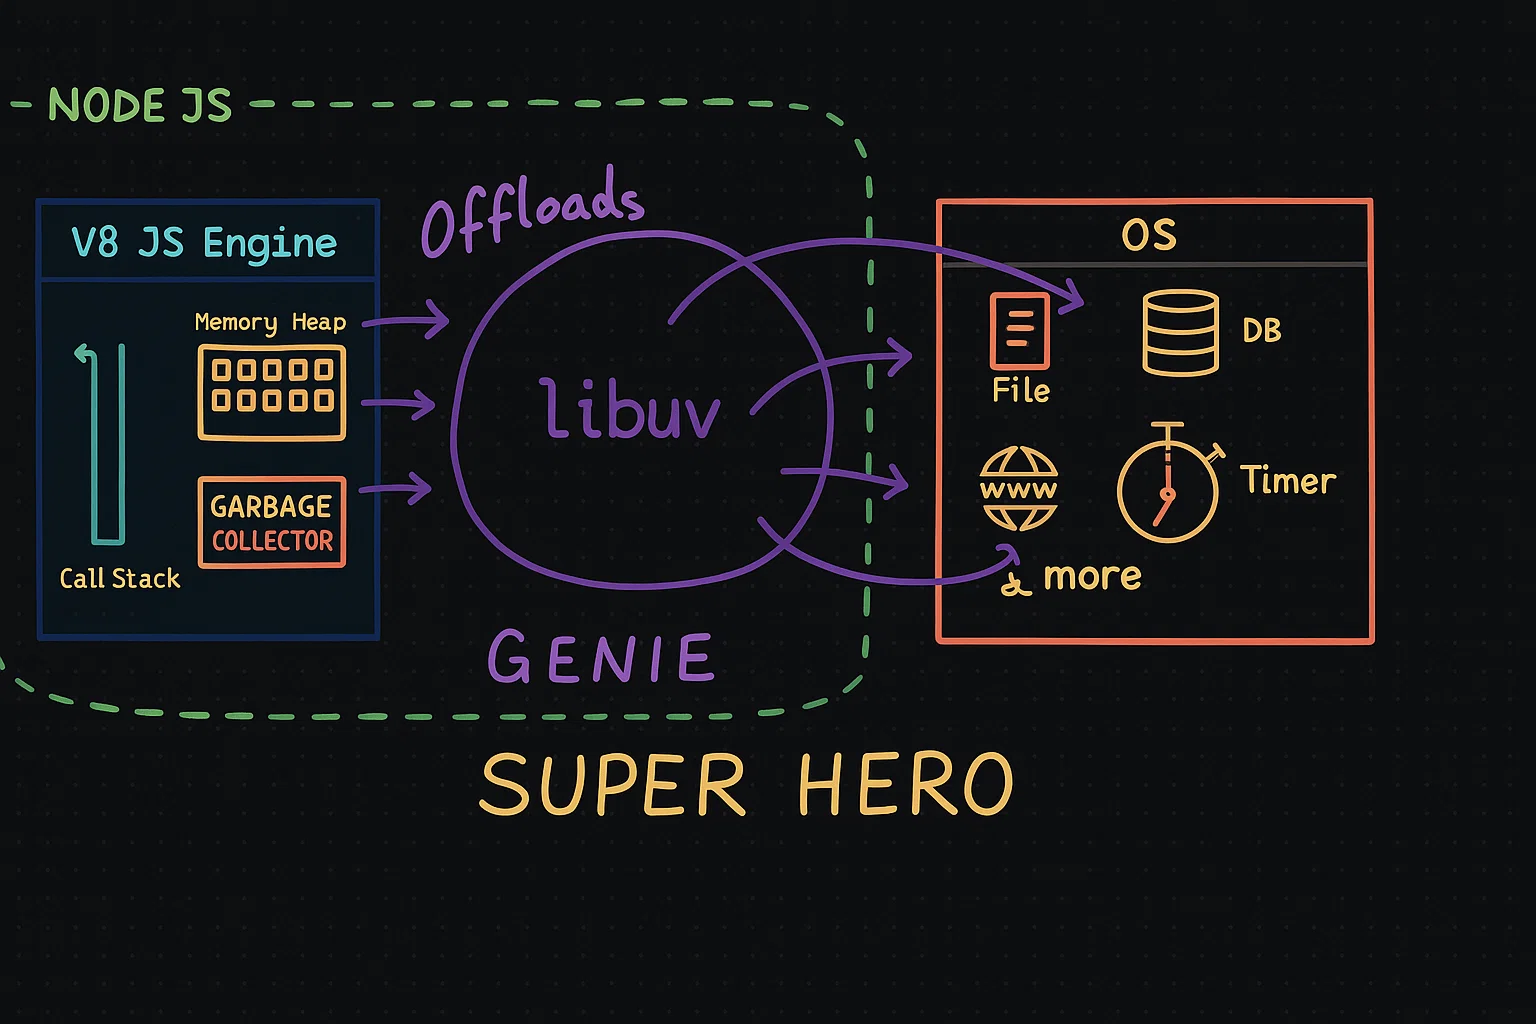 NODE JS
Offloads
V8 JS Engine
Memory Heap
GARBAGE
COLLECTOR
Call Stack
libuv
GENIE
OS
File
DB
www
Timer
& more
SUPER HERO